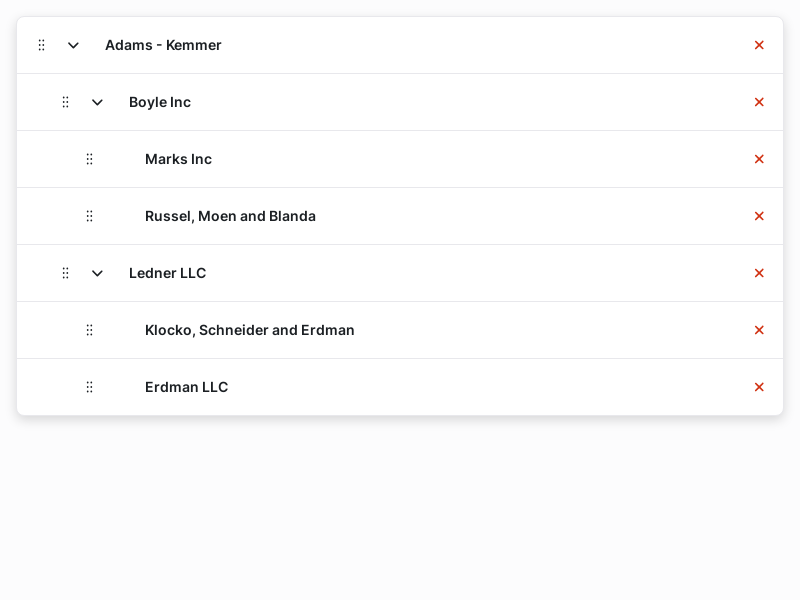 Adams - Kemmer
Boyle Inc
Marks Inc
Russel, Moen and Blanda
Ledner LLC
Klocko, Schneider and Erdman
Erdman LLC